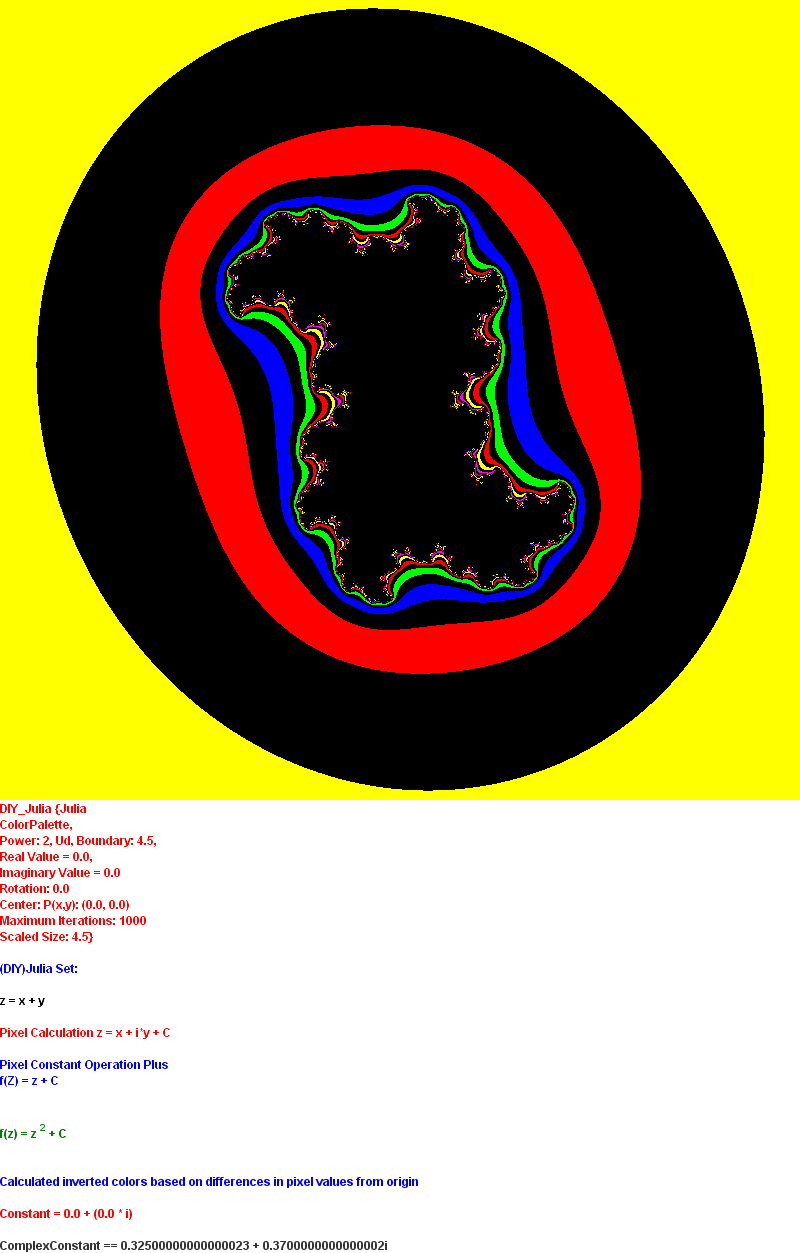 DIY_Julia {Julia
ColorPalette,
Power: 2, Ud, Boundary: 4.5,
Real Value = 0.0,
Imaginary Value = 0.0
Rotation: 0.0
Center: P(x,y): (0.0, 0.0)
Maximum Iterations: 1000
Scaled Size: 4.5}
(DIY)Julia Set:
z = x + y
Pixel Calculation z = x + i*y + C
Pixel Constant Operation Plus
f(Z) = z + C
f(z) = z 2 + C
Calculated inverted colors based on differences in pixel values from origin
Constant = 0.0 + (0.0 * i)
ComplexConstant == 0.32500000000000023 + 0.3700000000000002i